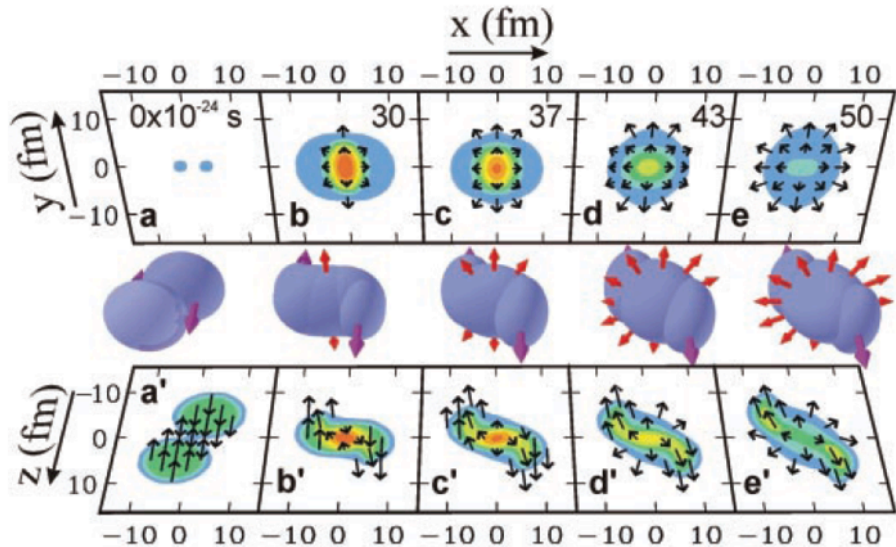 x (fm)
−10 0 10 −10 0 10 −10 0 10 −10 0 10 −10 0 10
y (fm)
10
0
−10
0x10⁻²⁴ s 30 37 43 50
a b c d e
z (fm)
−10
0
10
a' b' c' d' e'
−10 0 10 −10 0 10 −10 0 10 −10 0 10 −10 0 10